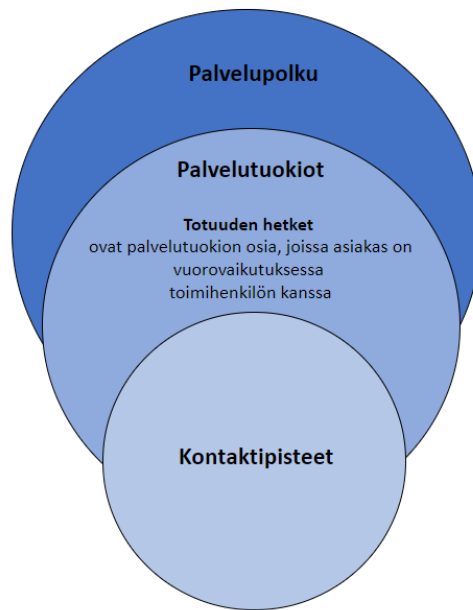 Palvelupolku
Palvelutuokiot
Totuuden hetket
ovat palvelutuokion osia, joissa asiakas on
vuorovaikutuksessa
toimihenkilön kanssa
Kontaktipisteet